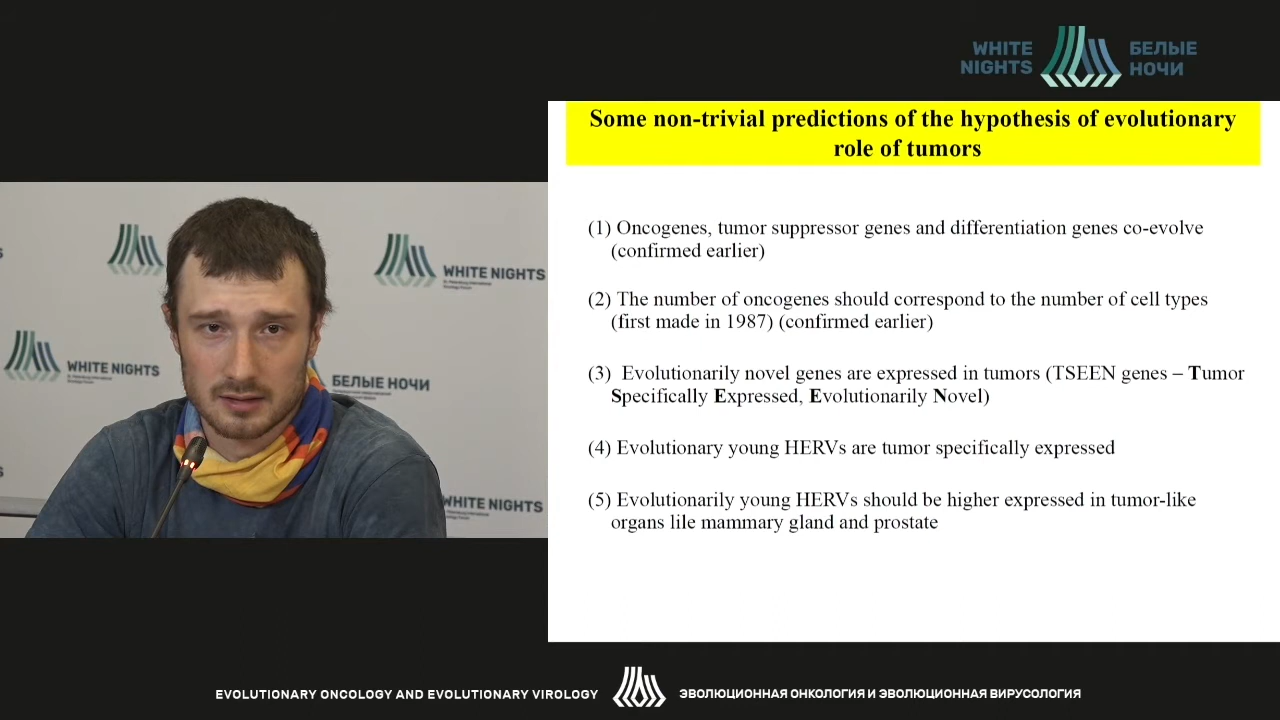 WHITE
NIGHTS
БЕЛЫЕ
НОЧИ
Some non-trivial predictions of the hypothesis of evolutionary
role of tumors
(1) Oncogenes, tumor suppressor genes and differentiation genes co-evolve
(confirmed earlier)
(2) The number of oncogenes should correspond to the number of cell types
(first made in 1987) (confirmed earlier)
(3) Evolutionarily novel genes are expressed in tumors (TSEEN genes – Tumor
Specifically Expressed, Evolutionarily Novel)
(4) Evolutionary young HERVs are tumor specifically expressed
(5) Evolutionarily young HERVs should be higher expressed in tumor-like
organs lile mammary gland and prostate
WHITE NIGHTS
WHITE NIGHTS
БЕЛЫЕ НОЧИ
WHITE NIGHTS
EVOLUTIONARY ONCOLOGY AND EVOLUTIONARY VIROLOGY
ЭВОЛЮЦИОННАЯ ОНКОЛОГИЯ И ЭВОЛЮЦИОННАЯ ВИРУСОЛОГИЯ